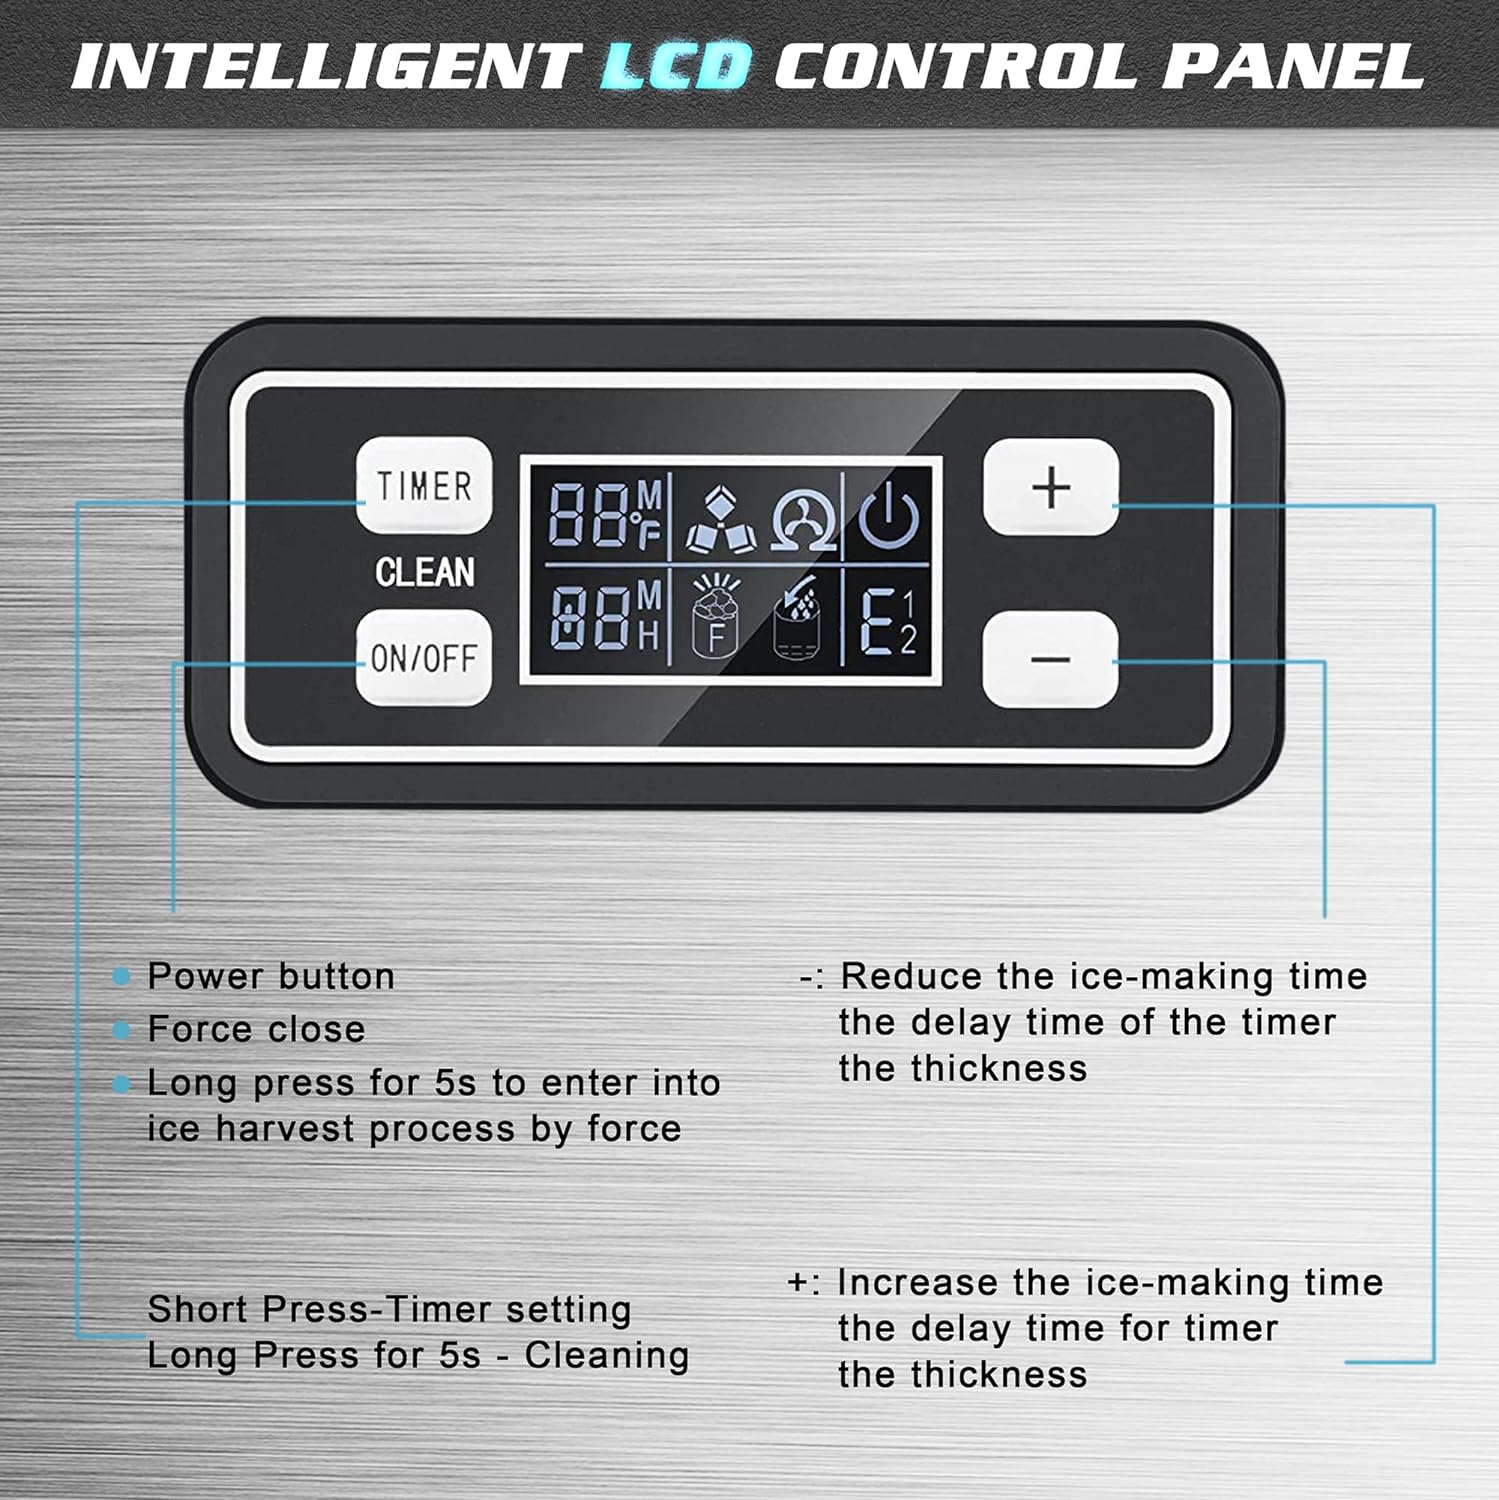 INTELLIGENT LCD CONTROL PANEL
TIMER
CLEAN
ON/OFF
88 M
°F
88 M
H
F
E 1
2
+
-
Power button
Force close
Long press for 5s to enter into
ice harvest process by force
Short Press-Timer setting
Long Press for 5s - Cleaning
-: Reduce the ice-making time
the delay time of the timer
the thickness
+: Increase the ice-making time
the delay time for timer
the thickness